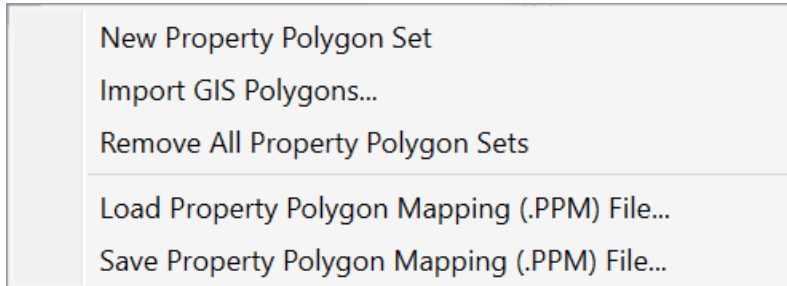 New Property Polygon Set
Import GIS Polygons...
Remove All Property Polygon Sets
Load Property Polygon Mapping (.PPM) File...
Save Property Polygon Mapping (.PPM) File...